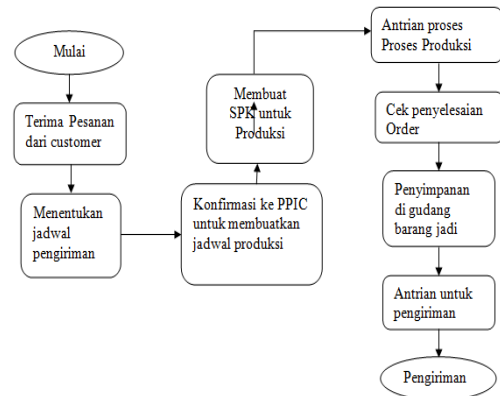 Mulai
Terima Pesanan
dari customer
Menentukan
jadwal
pengiriman
Konfirmasi ke PPIC
untuk membuatkan
jadwal produksi
Membuat
SPK untuk
Produksi
Antrian proses
Proses Produksi
Cek penyelesaian
Order
Penyimpanan
di gudang
barang jadi
Antrian untuk
pengiriman
Pengiriman